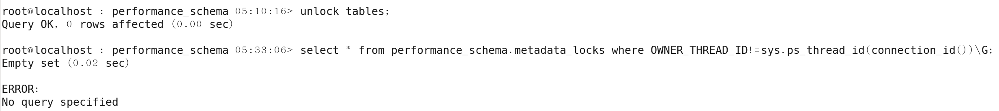 root@localhost : performance_schema 05:10:16> unlock tables;
Query OK, 0 rows affected (0.00 sec)
root@localhost : performance_schema 05:33:06> select * from performance_schema.metadata_locks where OWNER_THREAD_ID!=sys.ps_thread_id(connection_id())\G;
Empty set (0.02 sec)
ERROR:
No query specified